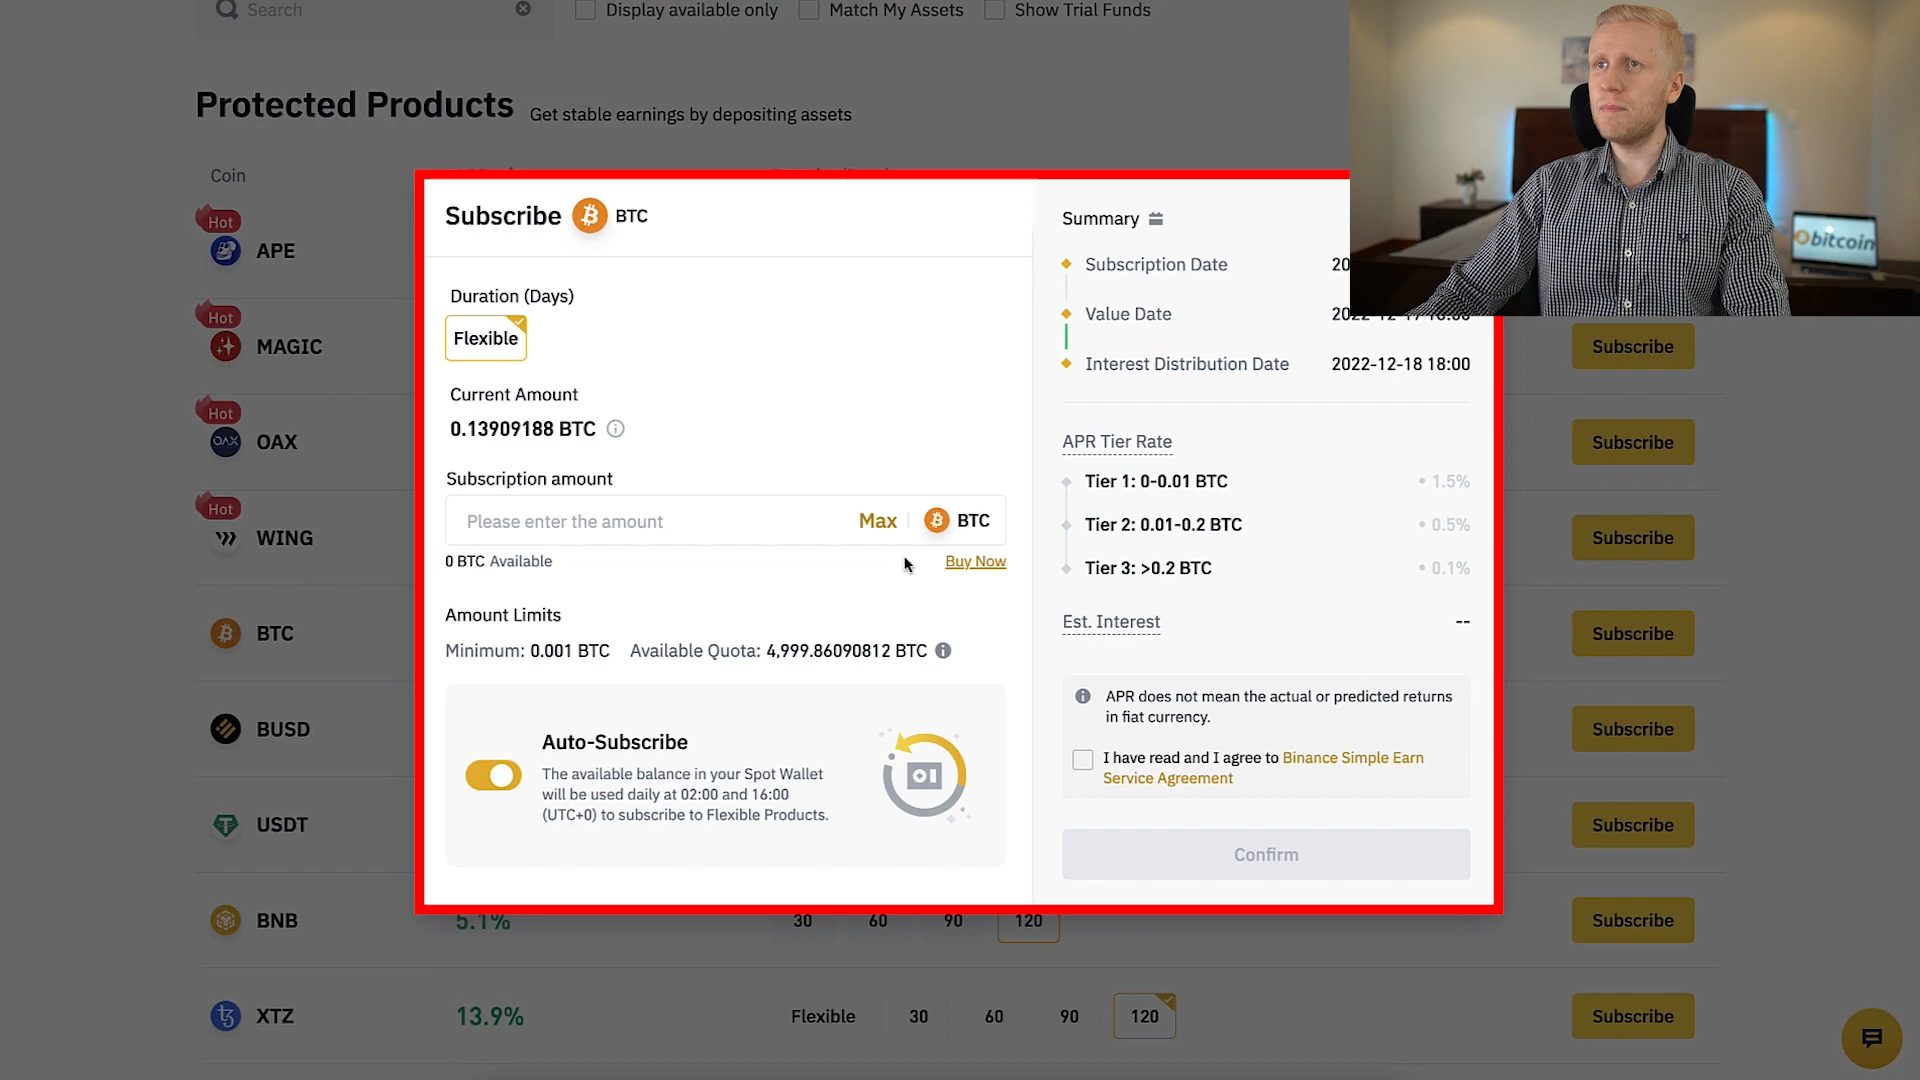 Search
Display available only
Match My Assets
Show Trial Funds
Protected Products Get stable earnings by depositing assets
Coin
Hot
APE
Hot
MAGIC
Subscribe
Hot
OAX
Subscribe
Hot
WING
Subscribe
BTC
Subscribe
BUSD
Subscribe
USDT
Subscribe
BNB 5.1% 30 60 90 120 Subscribe
XTZ 13.9% Flexible 30 60 90 120 Subscribe
Subscribe BTC
Duration (Days)
Flexible
Current Amount
0.13909188 BTC
Subscription amount
Please enter the amount Max BTC
0 BTC Available Buy Now
Amount Limits
Minimum: 0.001 BTC Available Quota: 4,999.86090812 BTC
Auto-Subscribe
The available balance in your Spot Wallet
will be used daily at 02:00 and 16:00
(UTC+0) to subscribe to Flexible Products.
Summary
Subscription Date 20
Value Date
Interest Distribution Date 2022-12-18 18:00
APR Tier Rate
Tier 1: 0-0.01 BTC • 1.5%
Tier 2: 0.01-0.2 BTC • 0.5%
Tier 3: >0.2 BTC • 0.1%
Est. Interest --
APR does not mean the actual or predicted returns
in fiat currency.
I have read and I agree to Binance Simple Earn
Service Agreement
Confirm
bitcoin